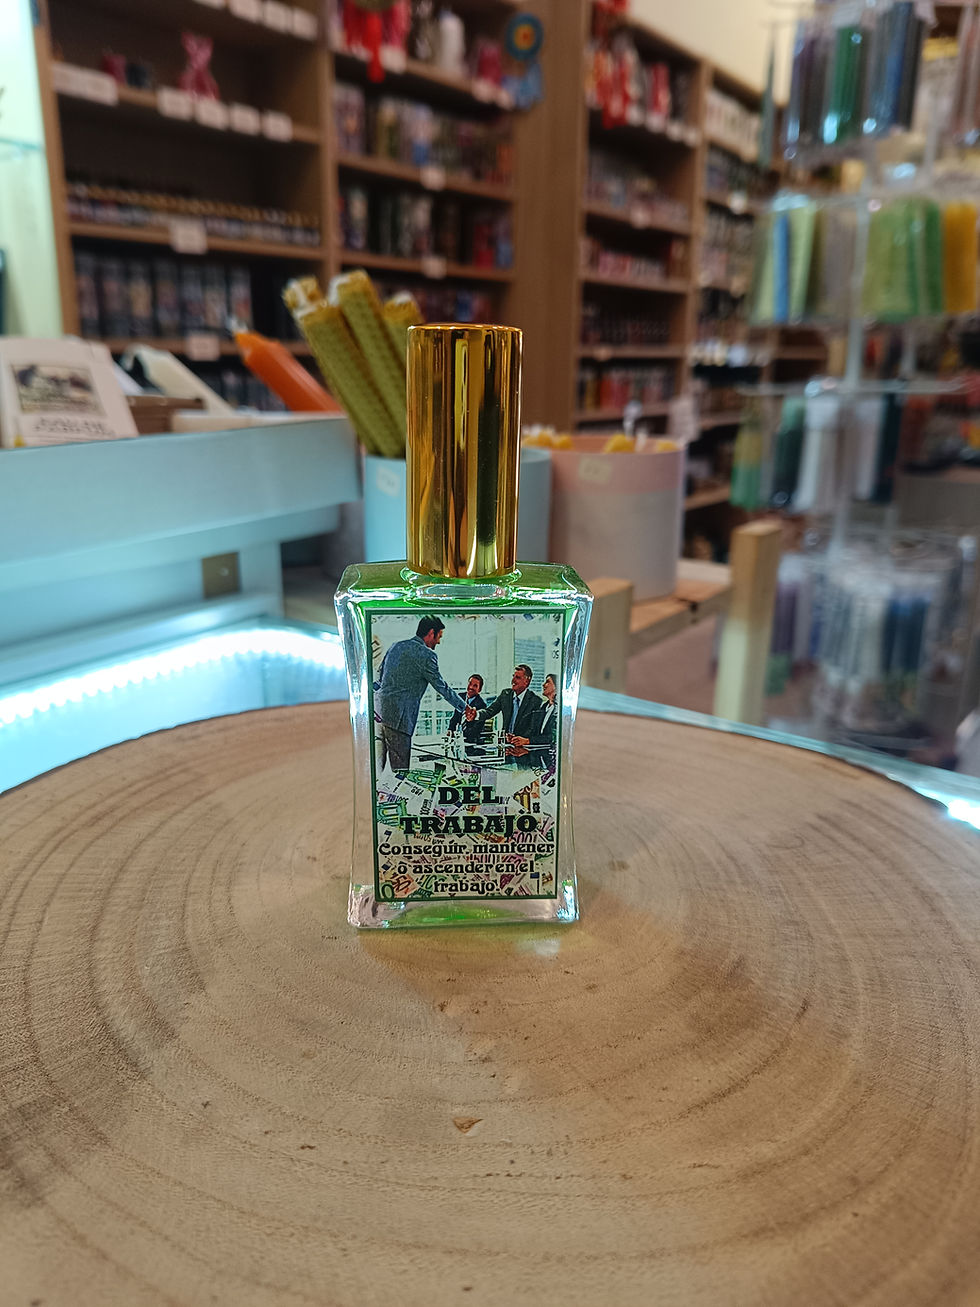 DEL
TRABAJO
Conseguir, mantener
o ascender en el
trabajo